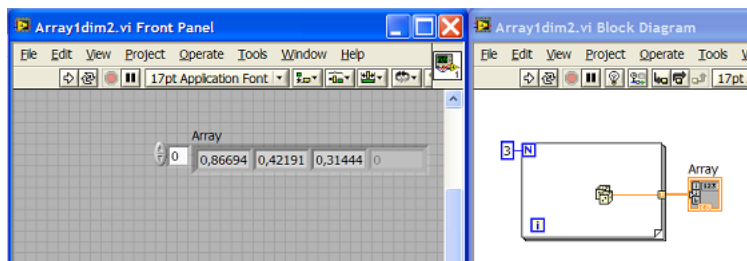 Array1dim2.vi Front Panel
File Edit View Project Operate Tools Window Help
17pt Application Font
1
Array
0 0,86694 0,42191 0,31444 0
Array1dim2.vi Block Diagram
File Edit View Project Operate Tools
17pt
3 N
Array
i